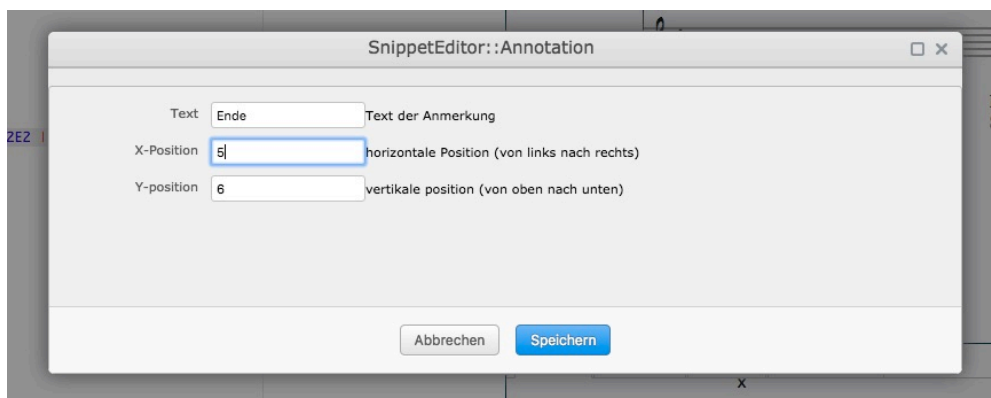 SnippetEditor::Annotation
Text Ende Text der Anmerkung
2E2 |
X-Position 5 horizontale Position (von links nach rechts)
Y-position 6 vertikale position (von oben nach unten)
Abbrechen Speichern
x